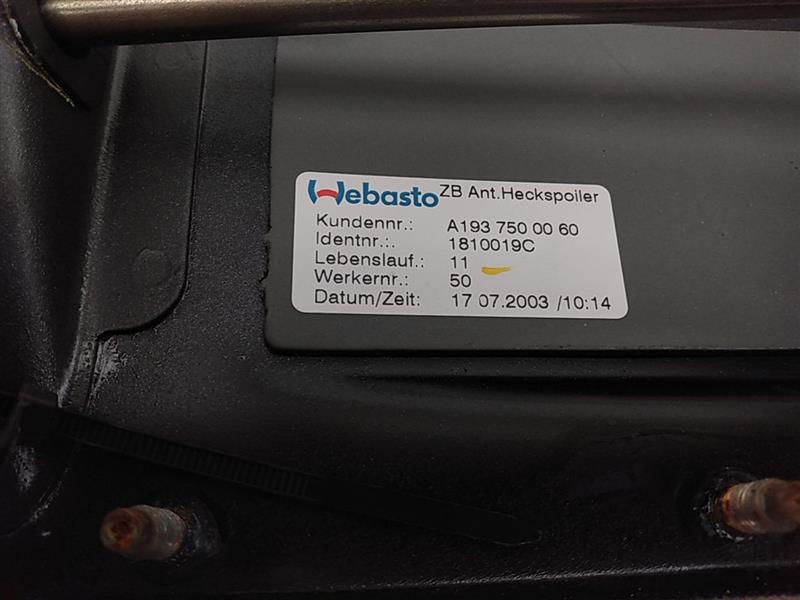 Webasto ZB Ant.Heckspoiler
Kundennr.: A193 750 00 60
Identnr.:. 1810019C
Lebenslauf.: 11
Werkernr.: 50
Datum/Zeit: 17 07.2003 /10:14